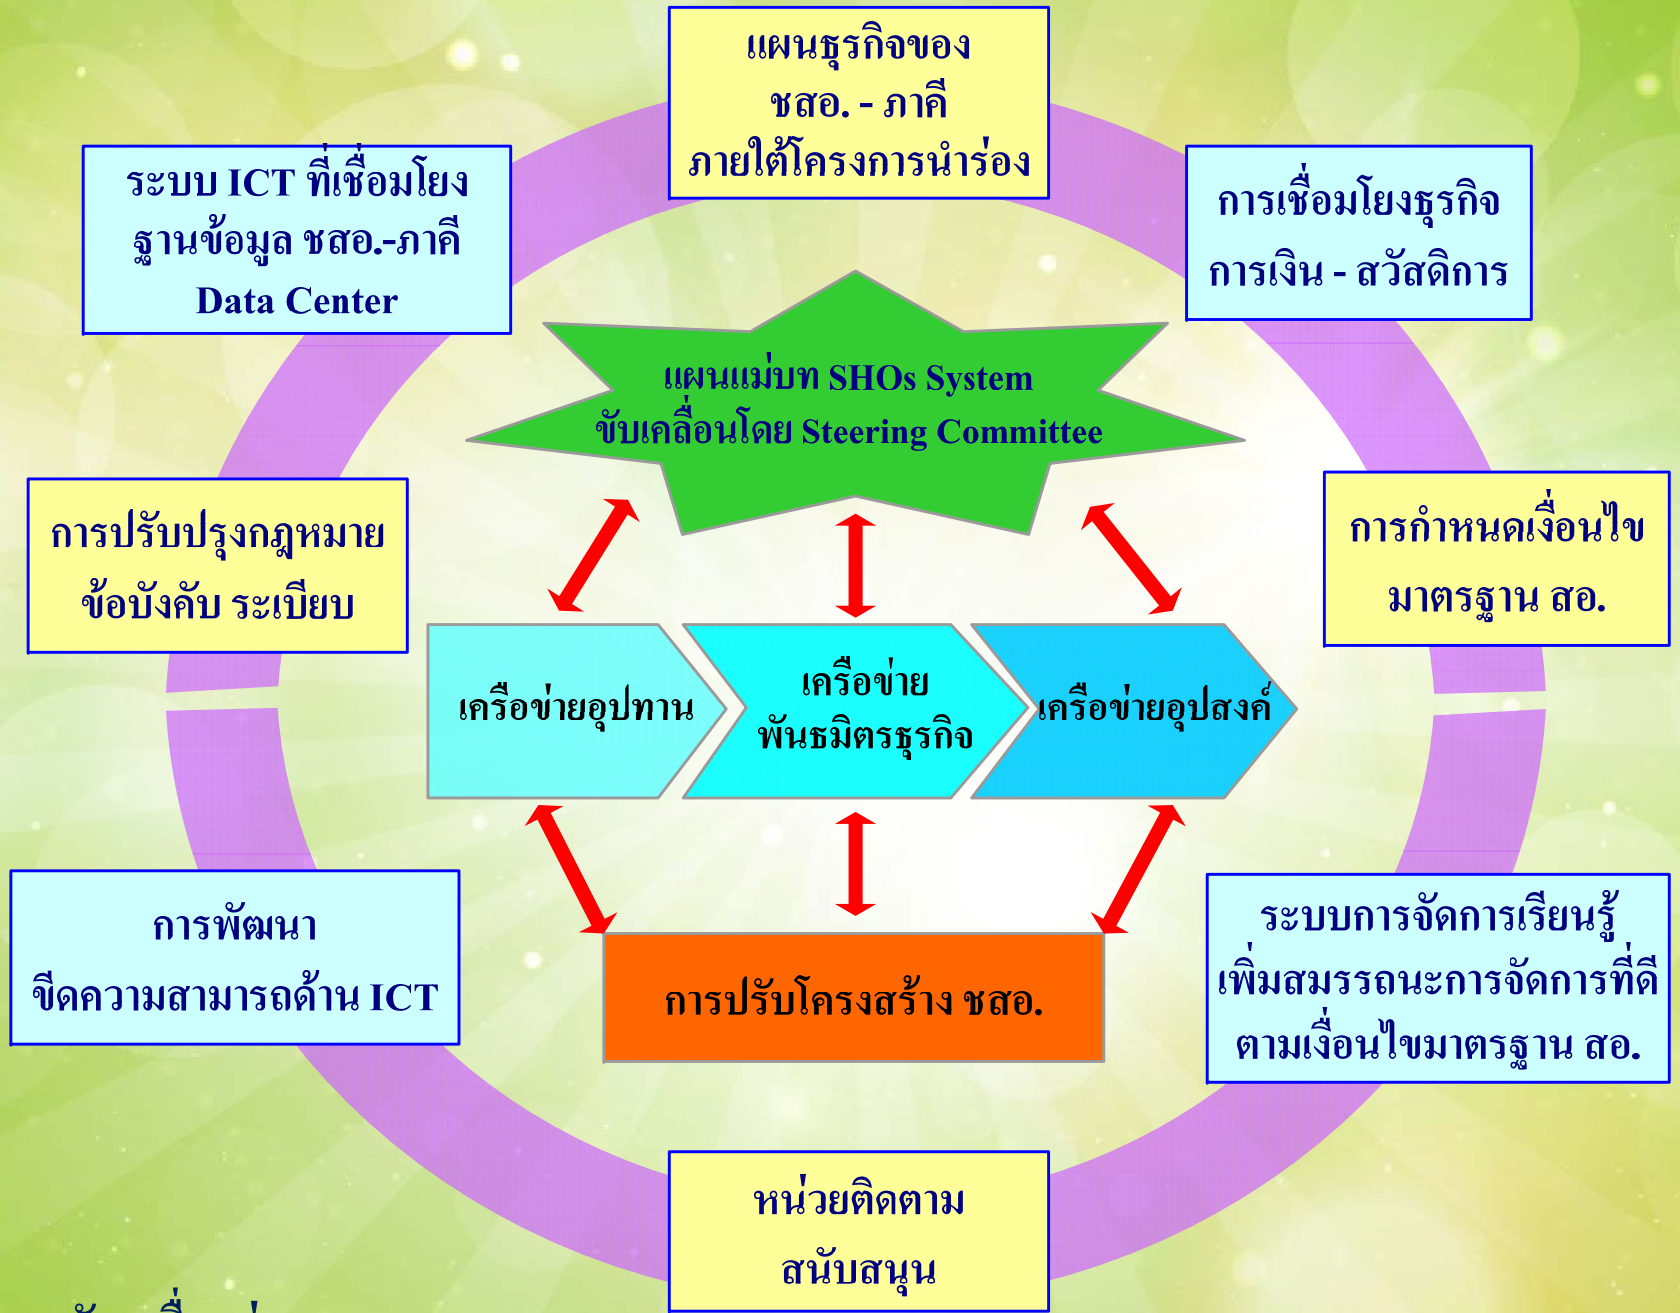 แผนธุรกิจของ
ชสอ. - ภาคี
ภายใต้โครงการนำร่อง
ระบบ ICT ที่เชื่อมโยง
ฐานข้อมูล ชสอ.-ภาคี
Data Center
การเชื่อมโยงธุรกิจ
การเงิน - สวัสดิการ
แผนแม่บท SHOs System
ขับเคลื่อนโดย Steering Committee
การปรับปรุงกฎหมาย
ข้อบังคับ ระเบียบ
การกำหนดเงื่อนไข
มาตรฐาน สอ.
เครือข่ายอุปทาน
เครือข่าย
พันธมิตรธุรกิจ
เครือข่ายอุปสงค์
การพัฒนา
ขีดความสามารถด้าน ICT
การปรับโครงสร้าง ชสอ.
ระบบการจัดการเรียนรู้
เพิ่มสมรรถนะการจัดการที่ดี
ตามเงื่อนไขมาตรฐาน สอ.
หน่วยติดตาม
สนับสนุน